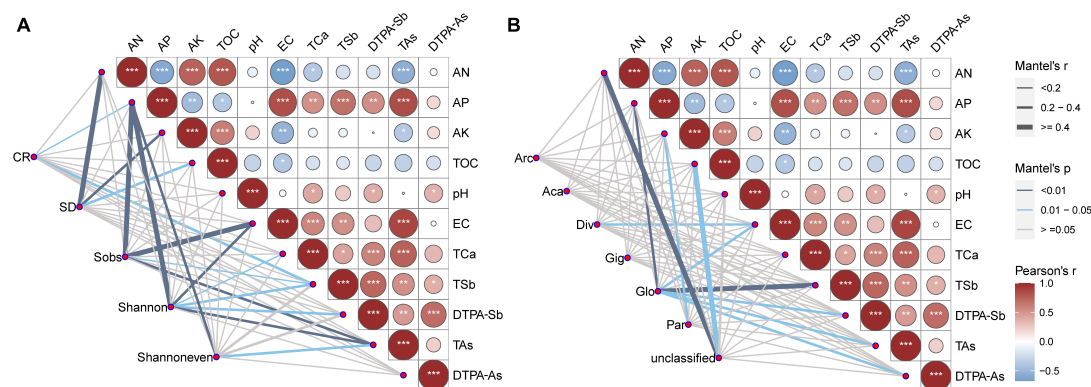 A
AN
AP
AK
TOC
pH
EC
TCa
TSb
DTPA-Sb
TAs
DTPA-As
*** *** *** *** *** * *** AN
*** ** * *** ** *** ** *** AP
*** *** ** * AK
*** * TOC
*** * * * pH
*** *** ** *** EC
*** * *** *** TCa
*** *** ** * TSb
*** ** *** DTPA-Sb
*** TAs
*** DTPA-As
CR
SD
Sobs
Shannon
Shannoneven
B
AN
AP
AK
TOC
pH
EC
TCa
TSb
DTPA-Sb
TAs
DTPA-As
*** *** *** *** *** * *** AN
*** ** * *** ** *** ** *** AP
*** *** ** * AK
*** * TOC
*** * * * pH
*** *** ** *** EC
*** * *** *** TCa
*** *** ** * TSb
*** ** *** DTPA-Sb
*** TAs
*** DTPA-As
Arc
Aca
Div
Gig
Glo
Par
unclassified
Mantel's r
<0.2
0.2 − 0.4
>= 0.4
Mantel's p
<0.01
0.01 − 0.05
> =0.05
Pearson's r
1.0
0.5
0.0
−0.5